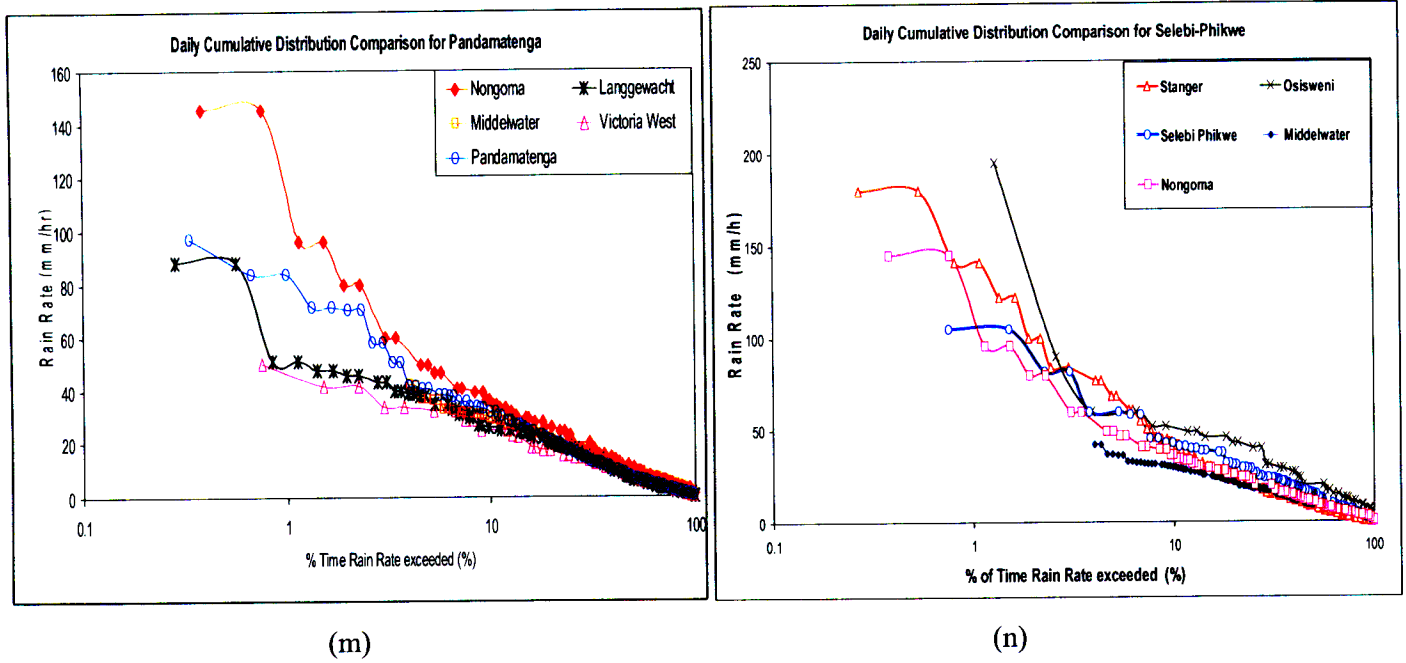 Daily Cumulative Distribution Comparison for Pandamatenga
160
140
120
100
80
60
40
20
0
Rain Rate (mm/hr)
Nongoma
Langgewacht
Middelwater
Victoria West
Pandamatenga
0.1
1
10
100
% Time Rain Rate exceeded (%)
(m)
Daily Cumulative Distribution Comparison for Selebi-Phikwe
250
200
150
100
50
0
Rain Rate (mm/hr)
Stanger
Osisweni
Selebi Phikwe
Middelwater
Nongoma
0.1
1
10
100
% of Time Rain Rate exceeded (%)
(n)